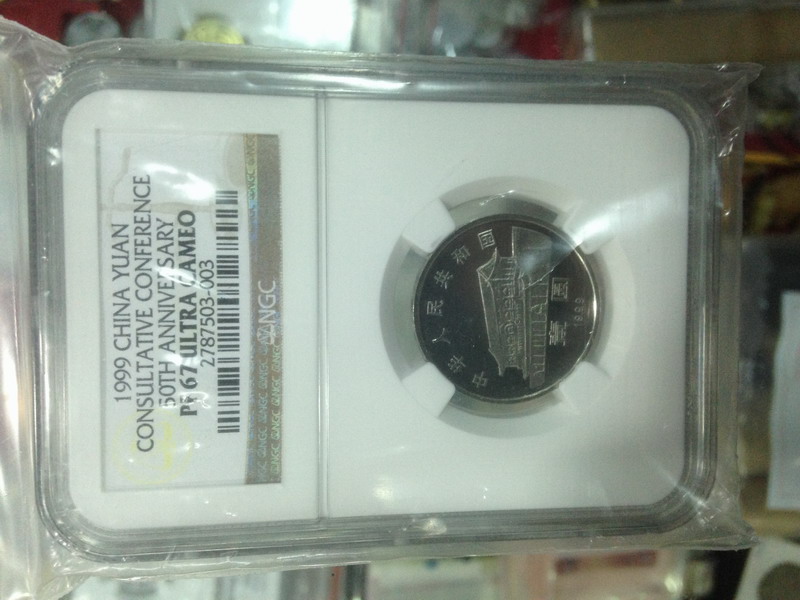 1999 CHINA YUAN
CONSULTATIVE CONFERENCE
50TH ANNIVERSARY
PF 67 ULTRA CAMEO
2787503-003
NGC
中华人民共和国
壹圆
1999